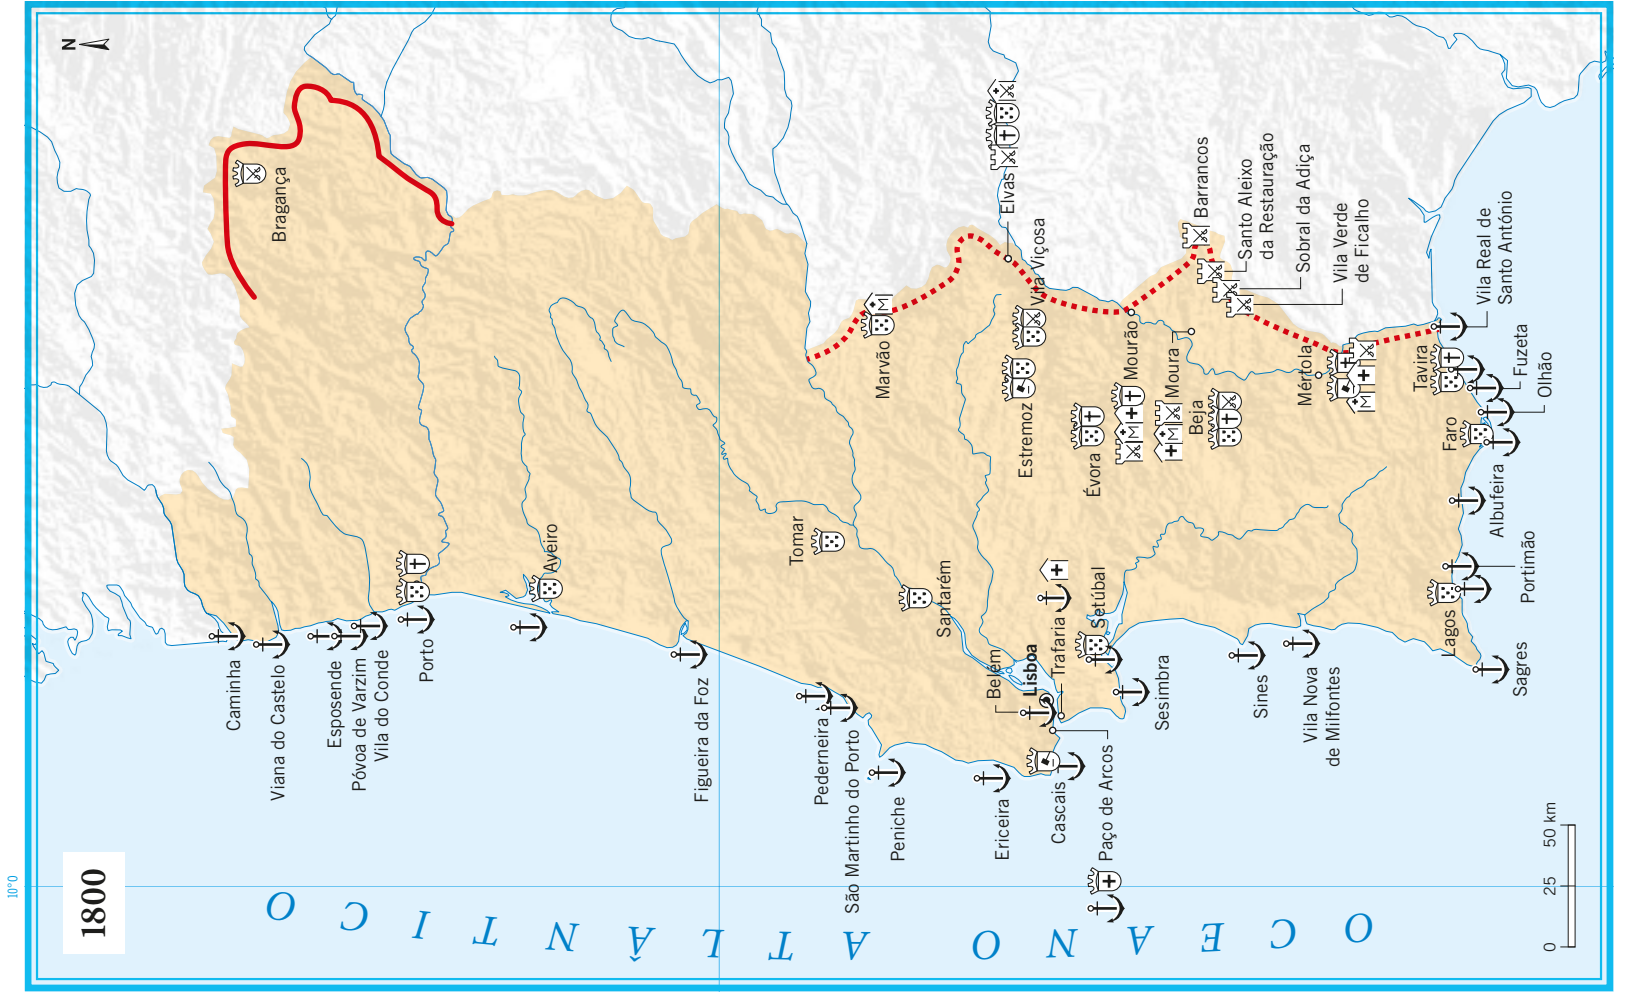 1800
N
10°0
OCEANO ATLÂNTICO
Bragança
Caminha
Viana do Castelo
Esposende
Póvoa de Varzim
Vila do Conde
Porto
Aveiro
Figueira da Foz
Pederneira
São Martinho do Porto
Peniche
Tomar
Santarém
Marvão
Elvas
Vila Viçosa
Estremoz
Évora
Mourão
Moura
Beja
Barrancos
Santo Aleixo
da Restauração
Sobral da Adiça
Vila Verde
de Ficalho
Ericeira
Cascais
Paço de Arcos
Belém
Lisboa
Trafaria
Setúbal
Sesimbra
Sines
Vila Nova
de Milfontes
Mértola
M
M
M
M
Tavira
Vila Real de
Santo António
Fuzeta
Olhão
Faro
Albufeira
Portimão
Lagos
Sagres
0 25 50 km